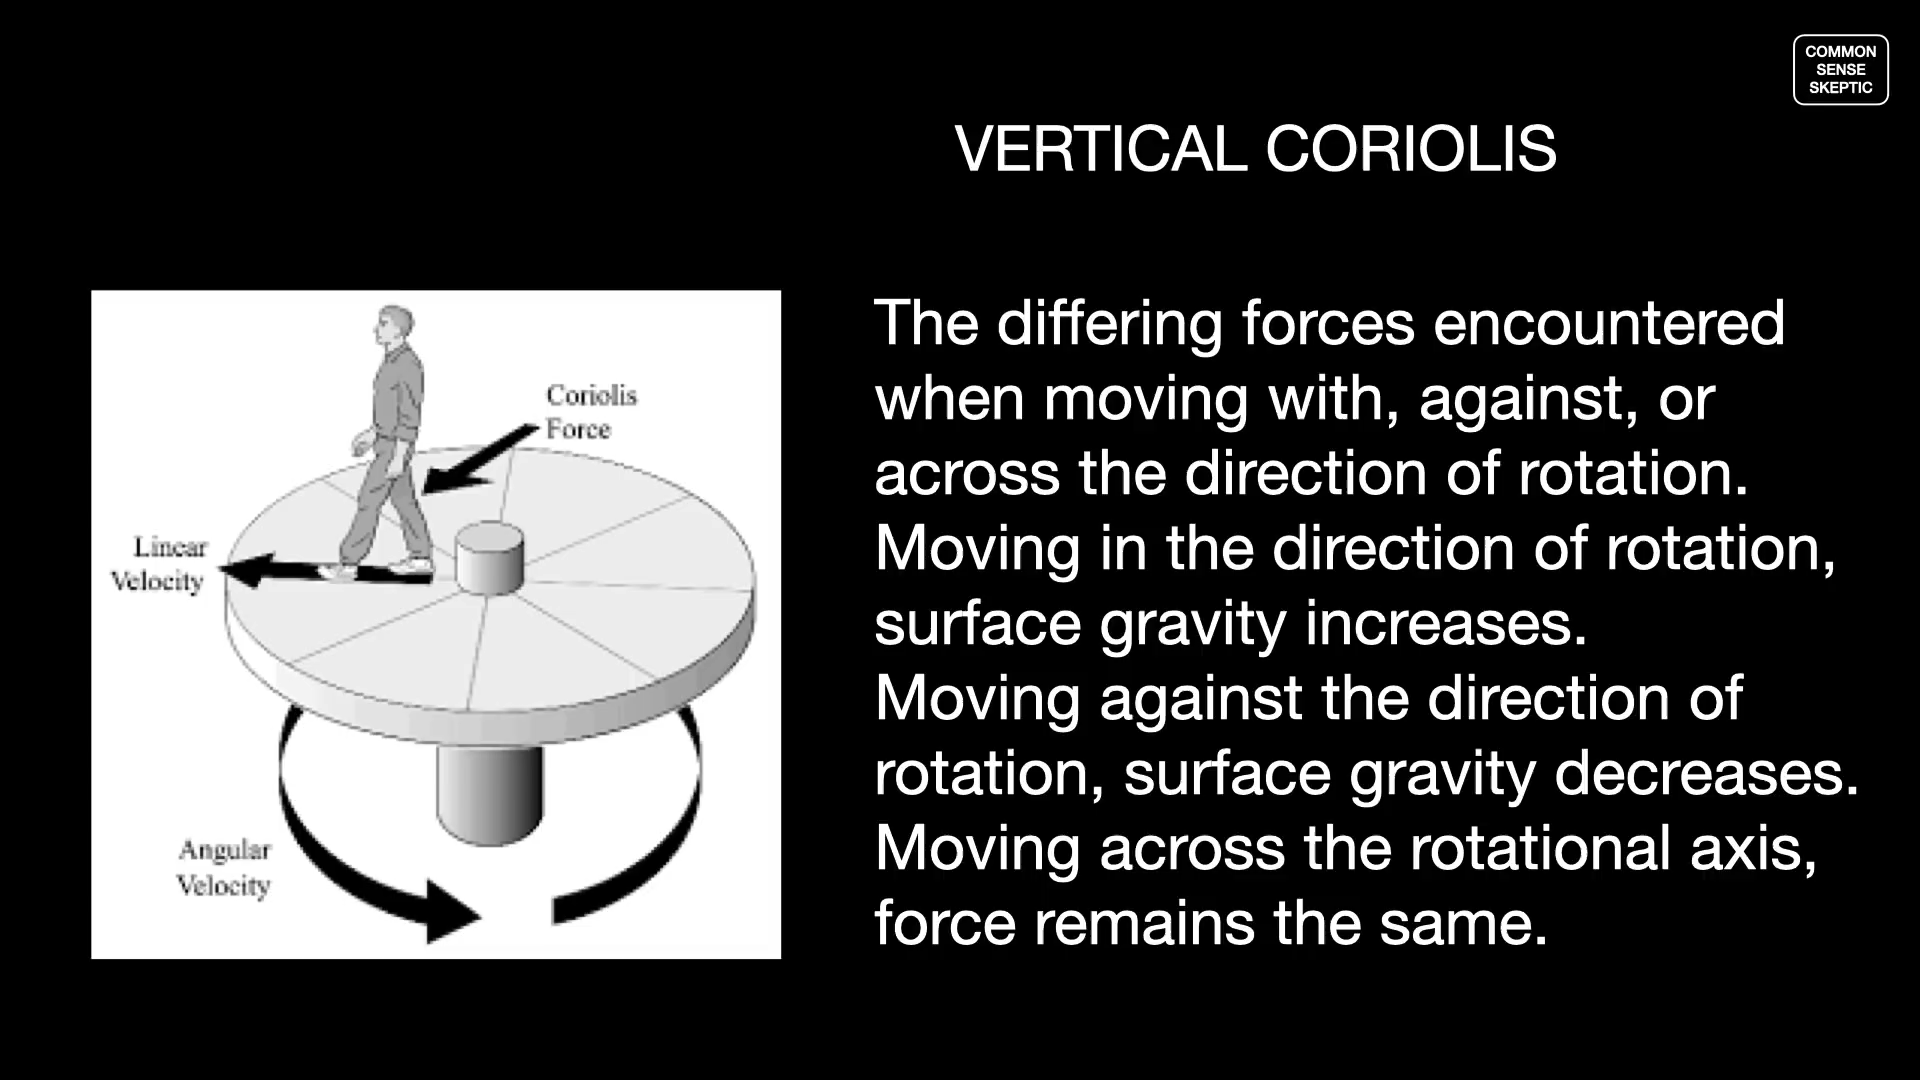 COMMON
SENSE
SKEPTIC
VERTICAL CORIOLIS
Coriolis
Force
Linear
Velocity
Angular
Velocity
The differing forces encountered
when moving with, against, or
across the direction of rotation.
Moving in the direction of rotation,
surface gravity increases.
Moving against the direction of
rotation, surface gravity decreases.
Moving across the rotational axis,
force remains the same.